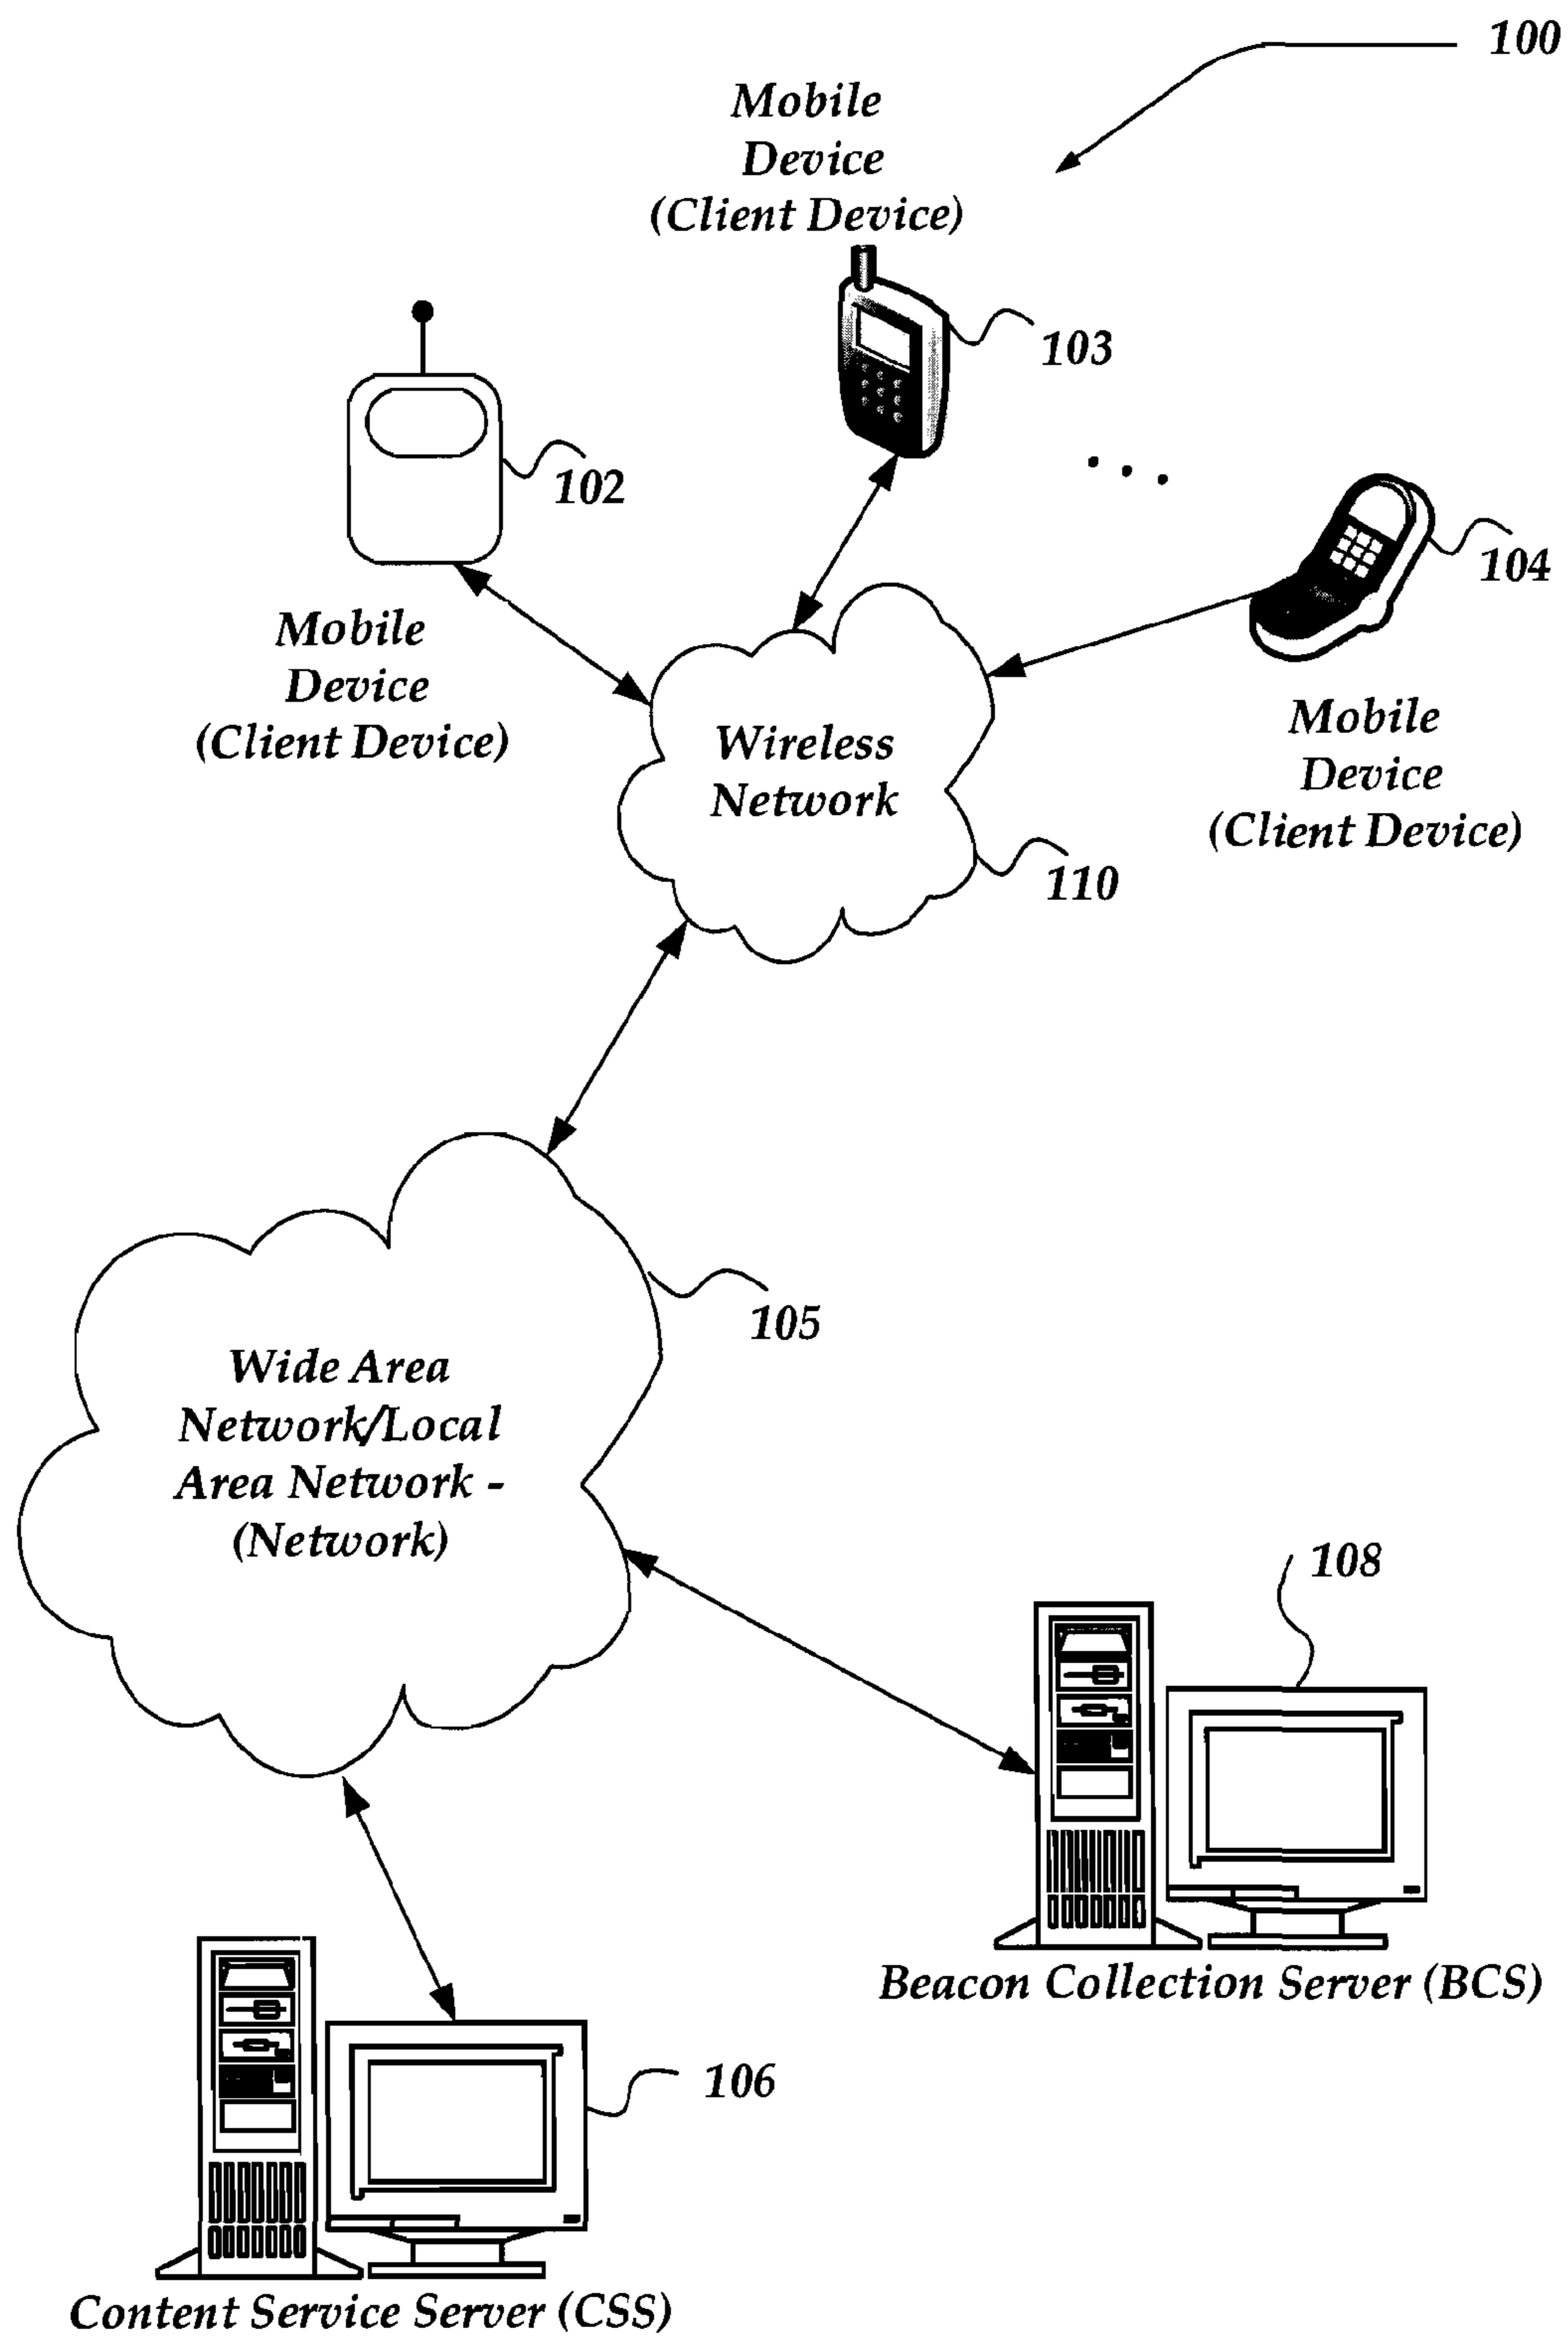 100
Mobile
Device
(Client Device)
103
102
104
Mobile
Device
(Client Device)
Mobile
Device
(Client Device)
Wireless
Network
110
105
Wide Area
Network/Local
Area Network -
(Network)
108
Beacon Collection Server (BCS)
106
Content Service Server (CSS)